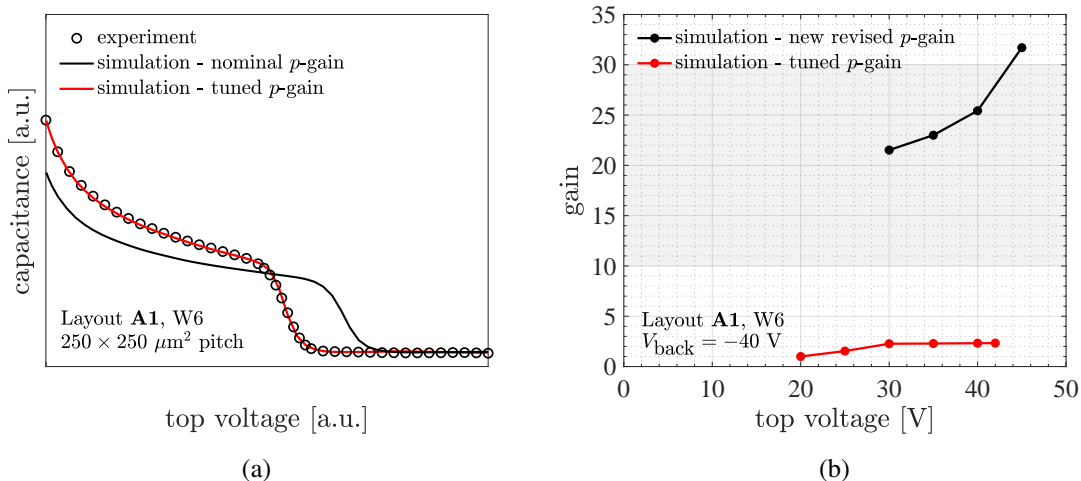 experiment
simulation - nominal p-gain
simulation - tuned p-gain
capacitance [a.u.]
Layout A1, W6
250 × 250 μm² pitch
top voltage [a.u.]
(a)
35
30
25
20
15
10
5
0
gain
simulation - new revised p-gain
simulation - tuned p-gain
Layout A1, W6
Vback = −40 V
0 10 20 30 40 50
top voltage [V]
(b)